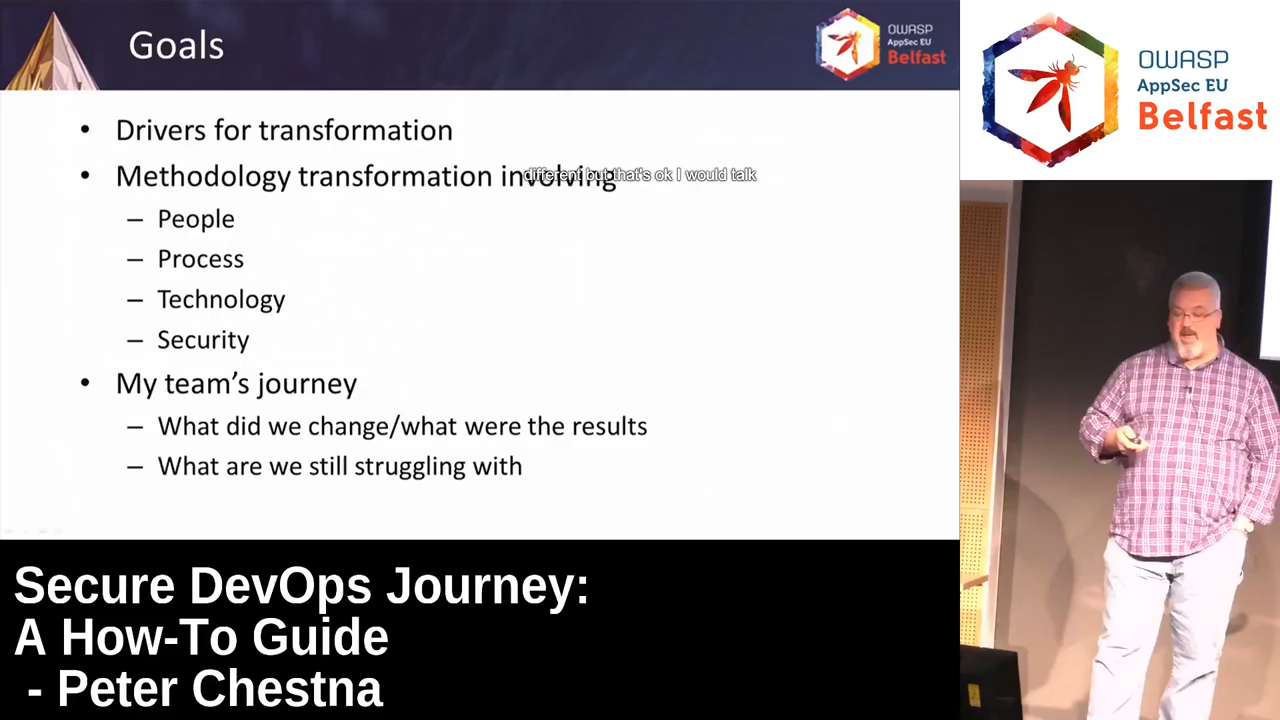 Goals
OWASP
AppSec EU
Belfast
• Drivers for transformation
• Methodology transformation involving
different but that's ok I would talk
– People
– Process
– Technology
– Security
• My team's journey
– What did we change/what were the results
– What are we still struggling with
OWASP
AppSec EU
Belfast
Secure DevOps Journey:
A How-To Guide
- Peter Chestna